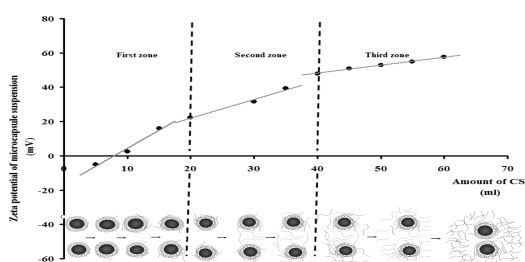 80
60
40
20
0
-20
-40
-60
Zeta potential of microcapsule suspension
(mV)
First zone
Second zone
Third zone
0 10 20 30 40 50 60 70 80
Amount of CS
(ml)